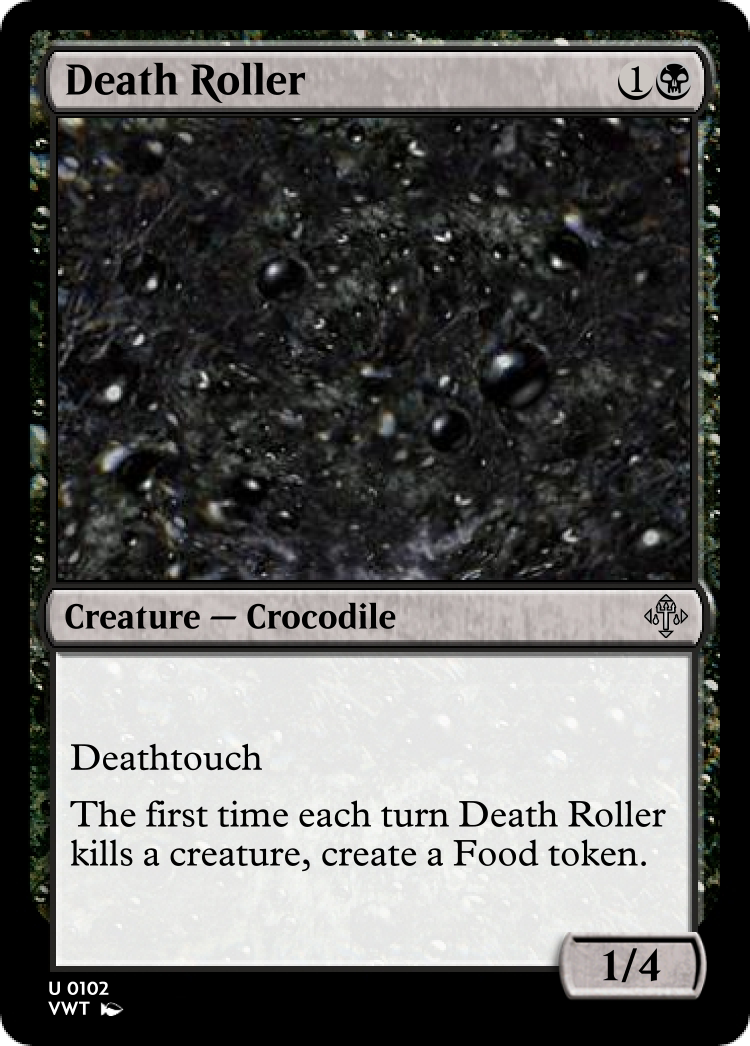 Death Roller 1
Creature — Crocodile
Deathtouch
The first time each turn Death Roller
kills a creature, create a Food token.
1/4
U 0102
VWT